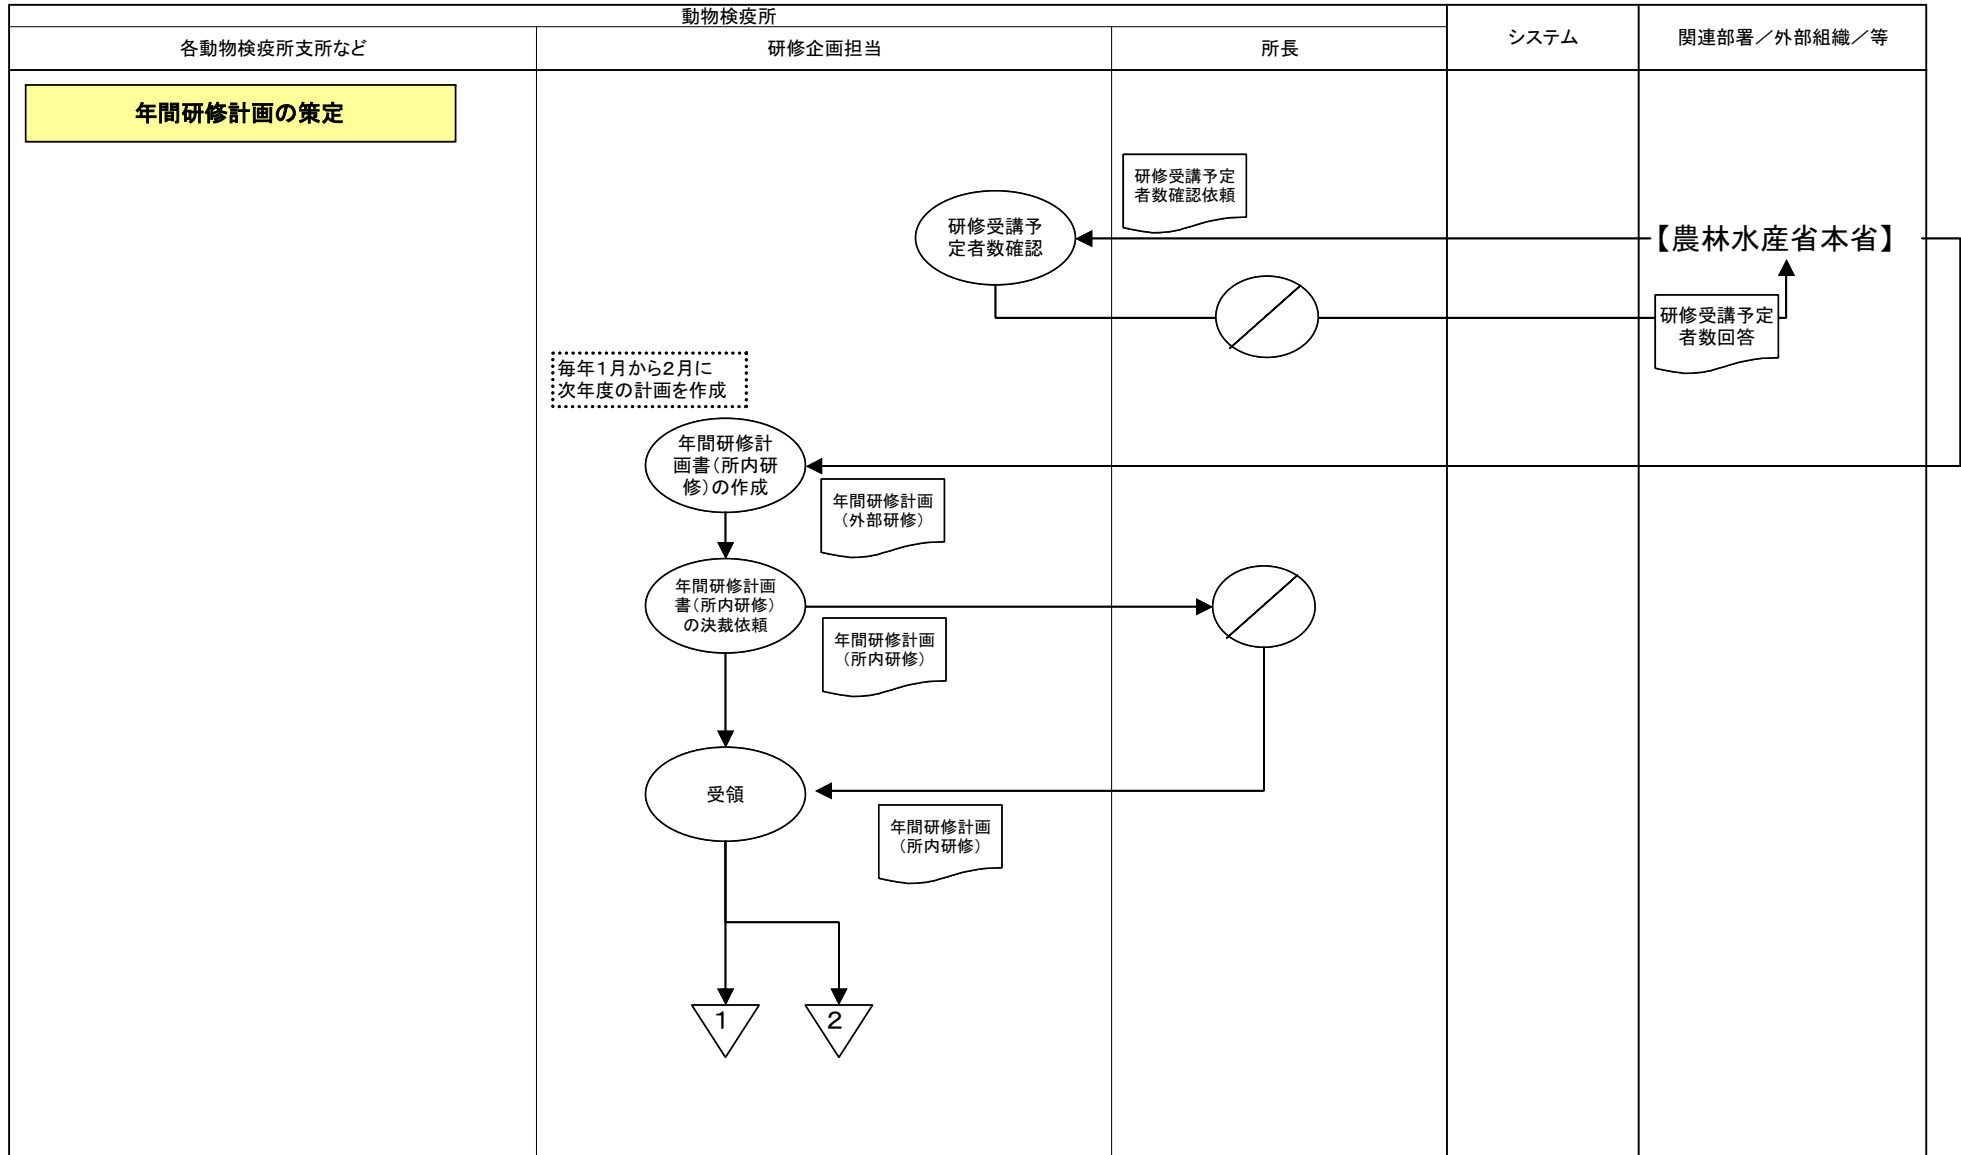 動物検疫所
各動物検疫所支所など
研修企画担当
所長
システム
関連部署／外部組織／等
年間研修計画の策定
研修受講予定
者数確認依頼
研修受講予
定者数確認
【農林水産省本省】
研修受講予定
者数回答
毎年１月から２月に
次年度の計画を作成
年間研修計
画書（所内研
修）の作成
年間研修計画
（外部研修）
年間研修計画
書（所内研修）
の決裁依頼
年間研修計画
（所内研修）
受領
年間研修計画
（所内研修）
１
２